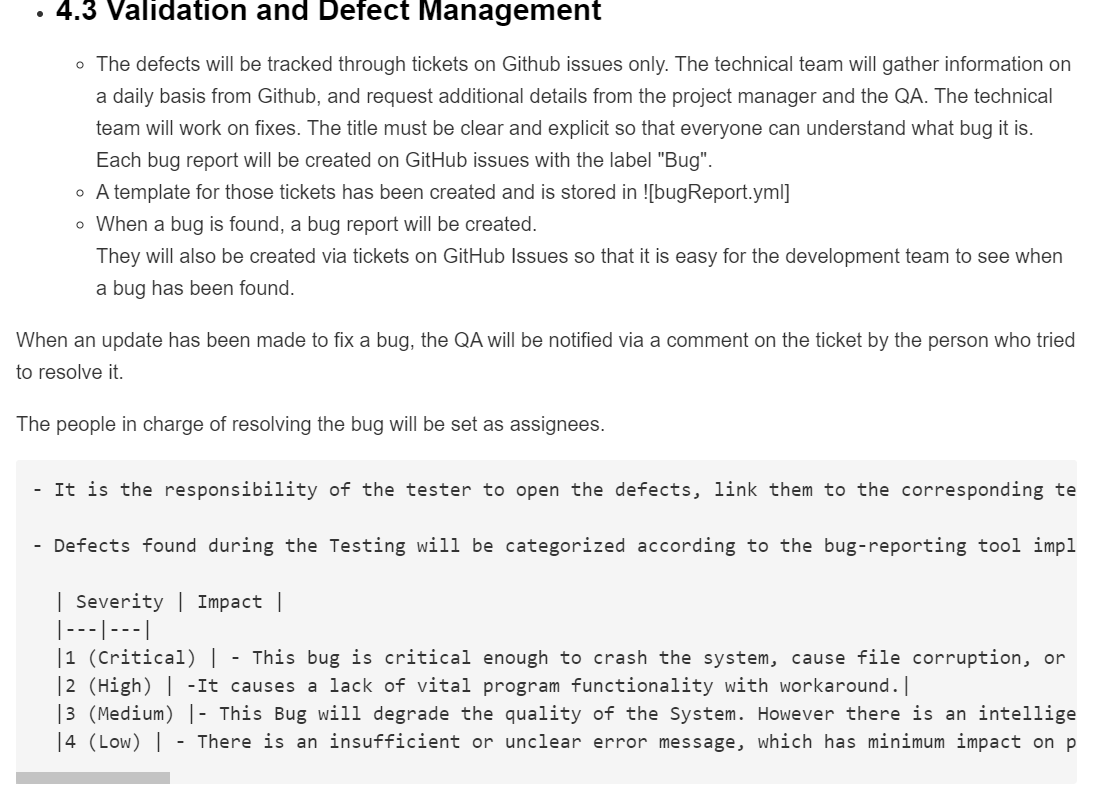 4.3 Validation and Defect Management
The defects will be tracked through tickets on Github issues only. The technical team will gather information on
a daily basis from Github, and request additional details from the project manager and the QA. The technical
team will work on fixes. The title must be clear and explicit so that everyone can understand what bug it is.
Each bug report will be created on GitHub issues with the label "Bug".
A template for those tickets has been created and is stored in ![bugReport.yml]
When a bug is found, a bug report will be created.
They will also be created via tickets on GitHub Issues so that it is easy for the development team to see when
a bug has been found.
When an update has been made to fix a bug, the QA will be notified via a comment on the ticket by the person who tried
to resolve it.
The people in charge of resolving the bug will be set as assignees.
- It is the responsibility of the tester to open the defects, link them to the corresponding te
- Defects found during the Testing will be categorized according to the bug-reporting tool impl
| Severity | Impact |
|---|---|
|1 (Critical) | - This bug is critical enough to crash the system, cause file corruption, or
|2 (High) | -It causes a lack of vital program functionality with workaround.|
|3 (Medium) |- This Bug will degrade the quality of the System. However there is an intellige
|4 (Low) | - There is an insufficient or unclear error message, which has minimum impact on p